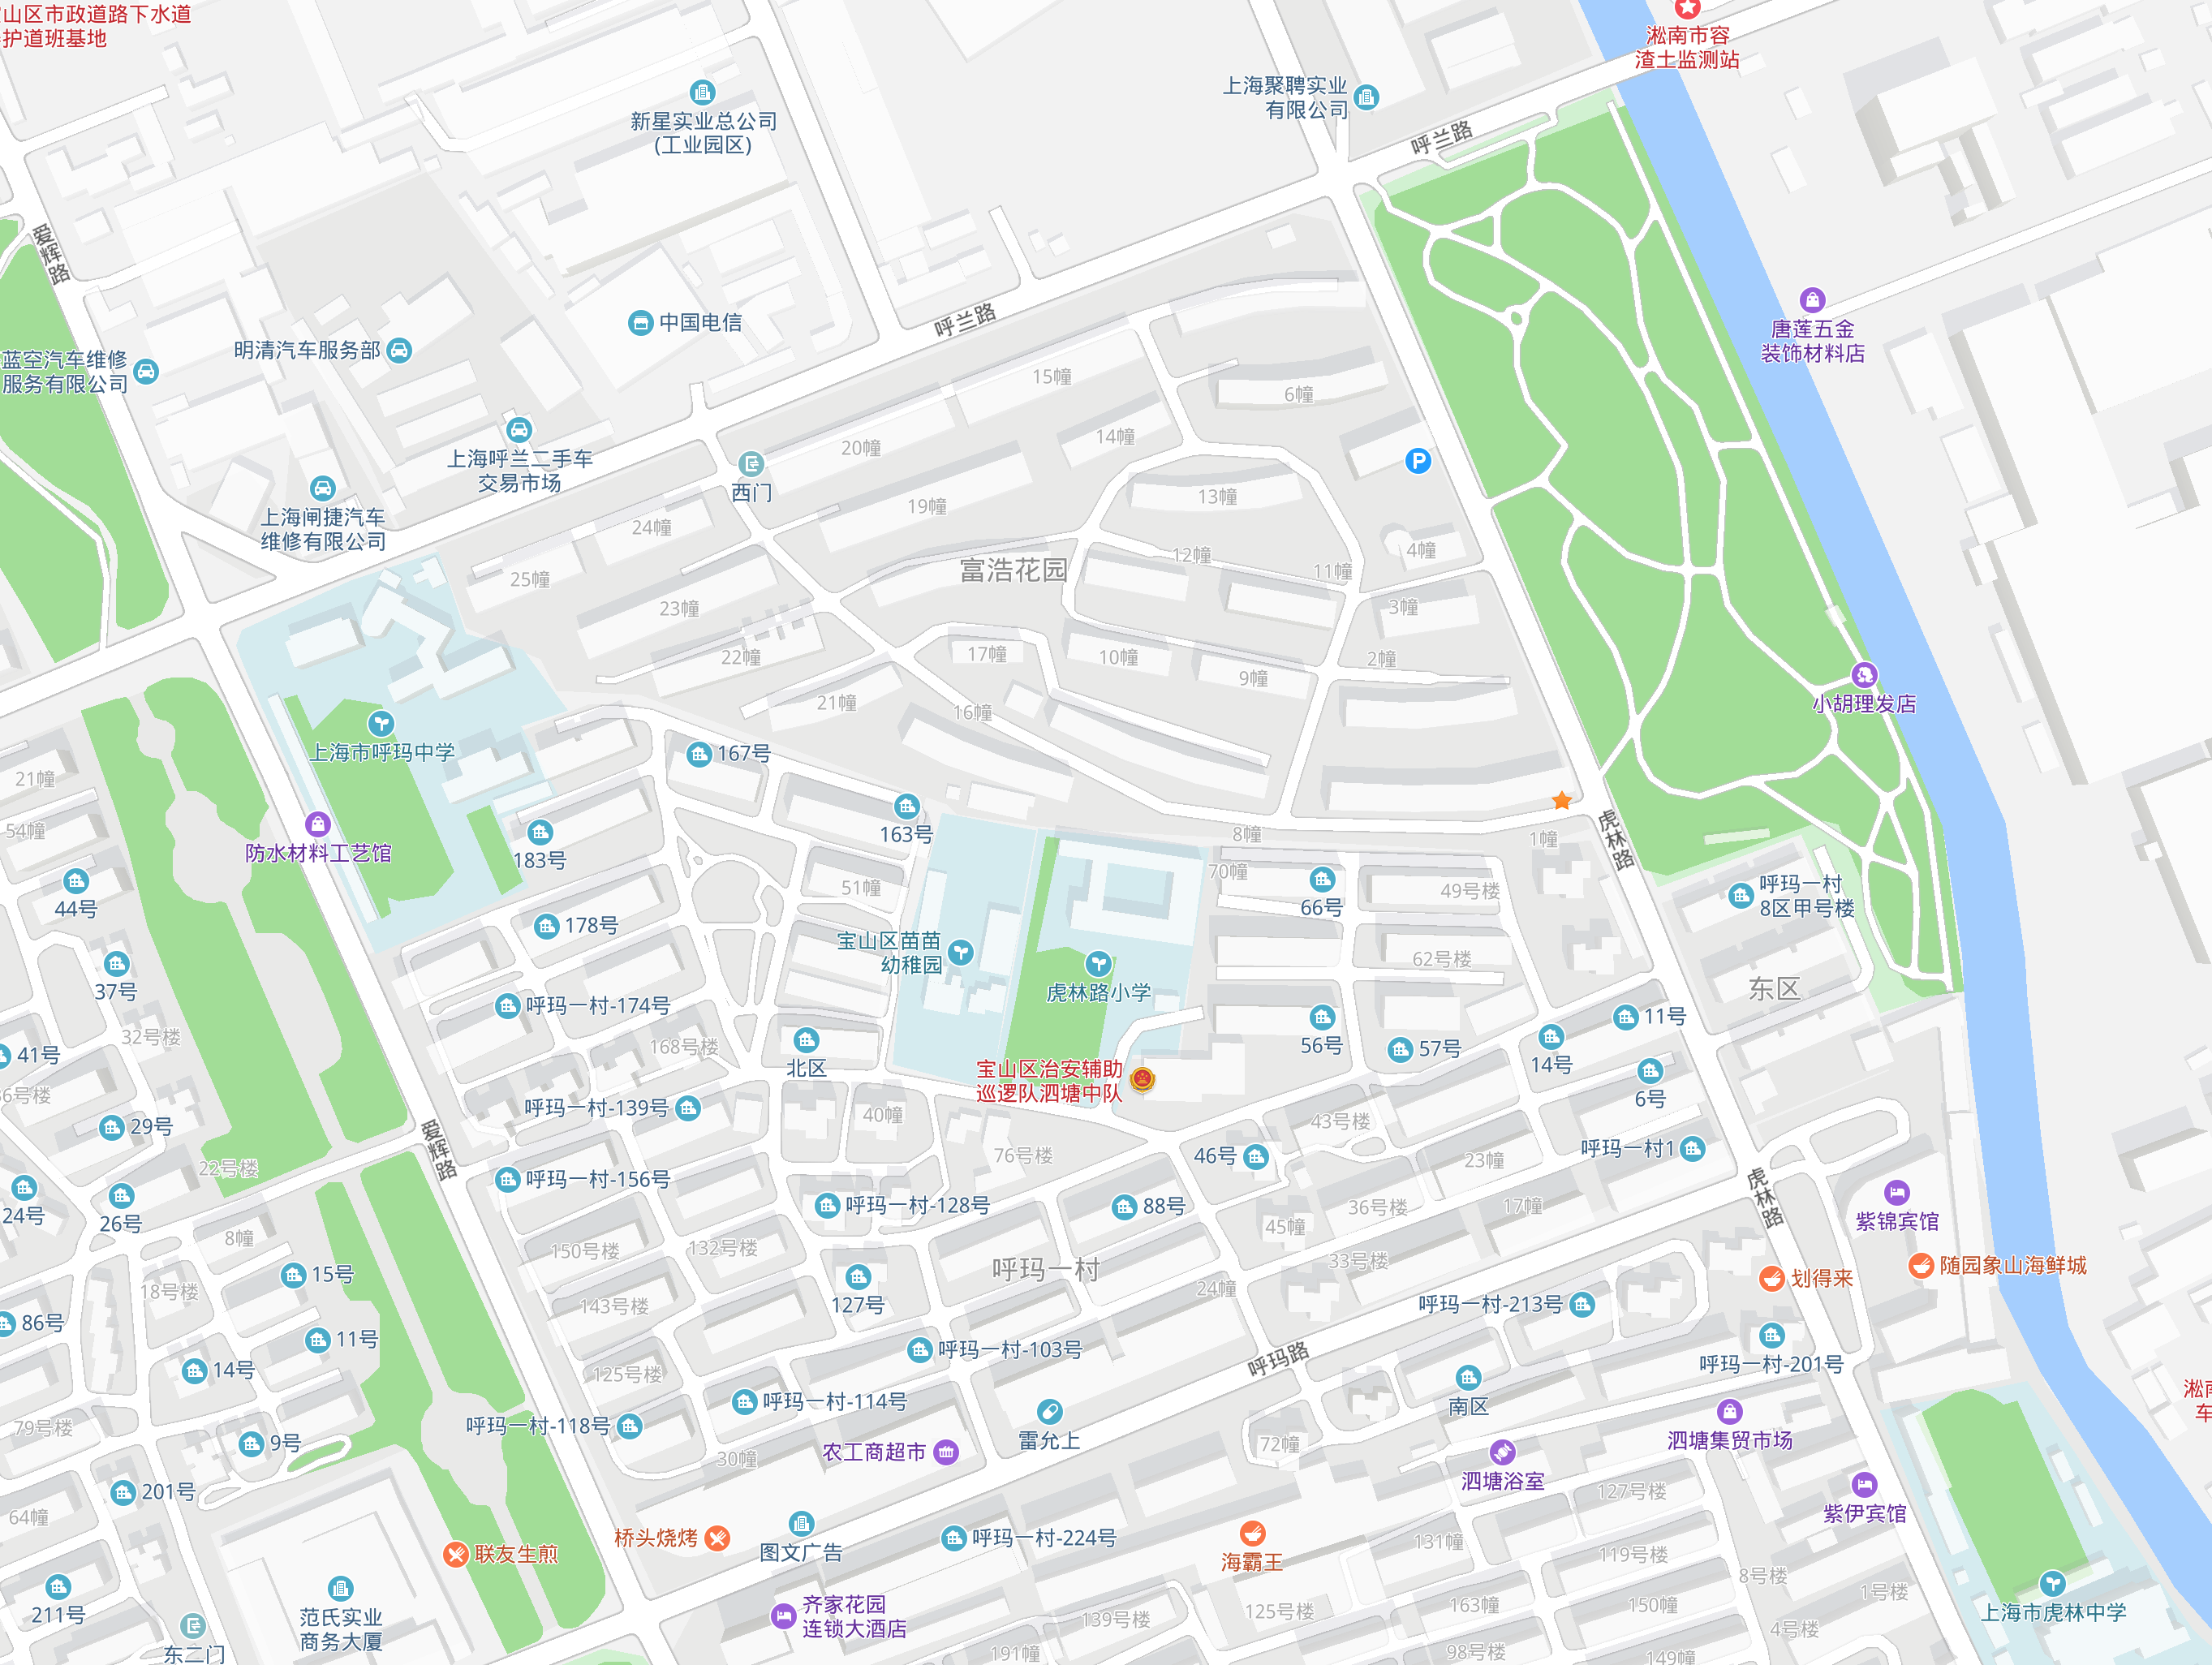 山区市政道路下水道
护道班基地
淞南市容
渣土监测站
新星实业总公司
(工业园区)
上海聚聘实业
有限公司
呼兰路
爱辉路
唐莲五金
装饰材料店
中国电信
呼兰路
明清汽车服务部
蓝空汽车维修
服务有限公司
15幢
6幢
14幢
20幢
上海呼兰二手车
交易市场
西门
13幢
19幢
P
上海闸捷汽车
维修有限公司
24幢
25幢
富浩花园
12幢
11幢
4幢
23幢
3幢
22幢
17幢
10幢
9幢
2幢
21幢
16幢
小胡理发店
上海市呼玛中学
167号
21幢
163号
8幢
1幢
虎林路
54幢
防水材料工艺馆
183号
44号
51幢
70幢
66号
49号楼
呼玛一村
8区甲号楼
178号
宝山区苗苗
幼稚园
虎林路小学
62号楼
东区
37号
呼玛一村-174号
32号楼
168号楼
北区
56号
57号
14号
11号
41号
宝山区治安辅助
巡逻队泗塘中队
6号
6号楼
29号
呼玛一村-139号
40幢
43号楼
呼玛一村1
爱辉路
22号楼
呼玛一村-156号
76号楼
46号
23幢
24号
26号
呼玛一村-128号
88号
36号楼
17幢
虎林路
紫锦宾馆
8幢
150号楼
132号楼
呼玛一村
45幢
33号楼
15号
18号楼
127号
24幢
划得来
随园象山海鲜城
86号
11号
143号楼
呼玛一村-213号
呼玛一村-103号
呼玛路
呼玛一村-201号
14号
125号楼
呼玛一村-114号
南区
79号楼
9号
呼玛一村-118号
农工商超市
雷允上
72幢
泗塘集贸市场
30幢
泗塘浴室
201号
127号楼
紫伊宾馆
64幢
联友生煎
桥头烧烤
图文广告
呼玛一村-224号
海霸王
131幢
119号楼
8号楼
1号楼
211号
范氏实业
商务大厦
齐家花园
连锁大酒店
139号楼
125号楼
163幢
150幢
4号楼
上海市虎林中学
东二门
191幢
98号楼
149幢